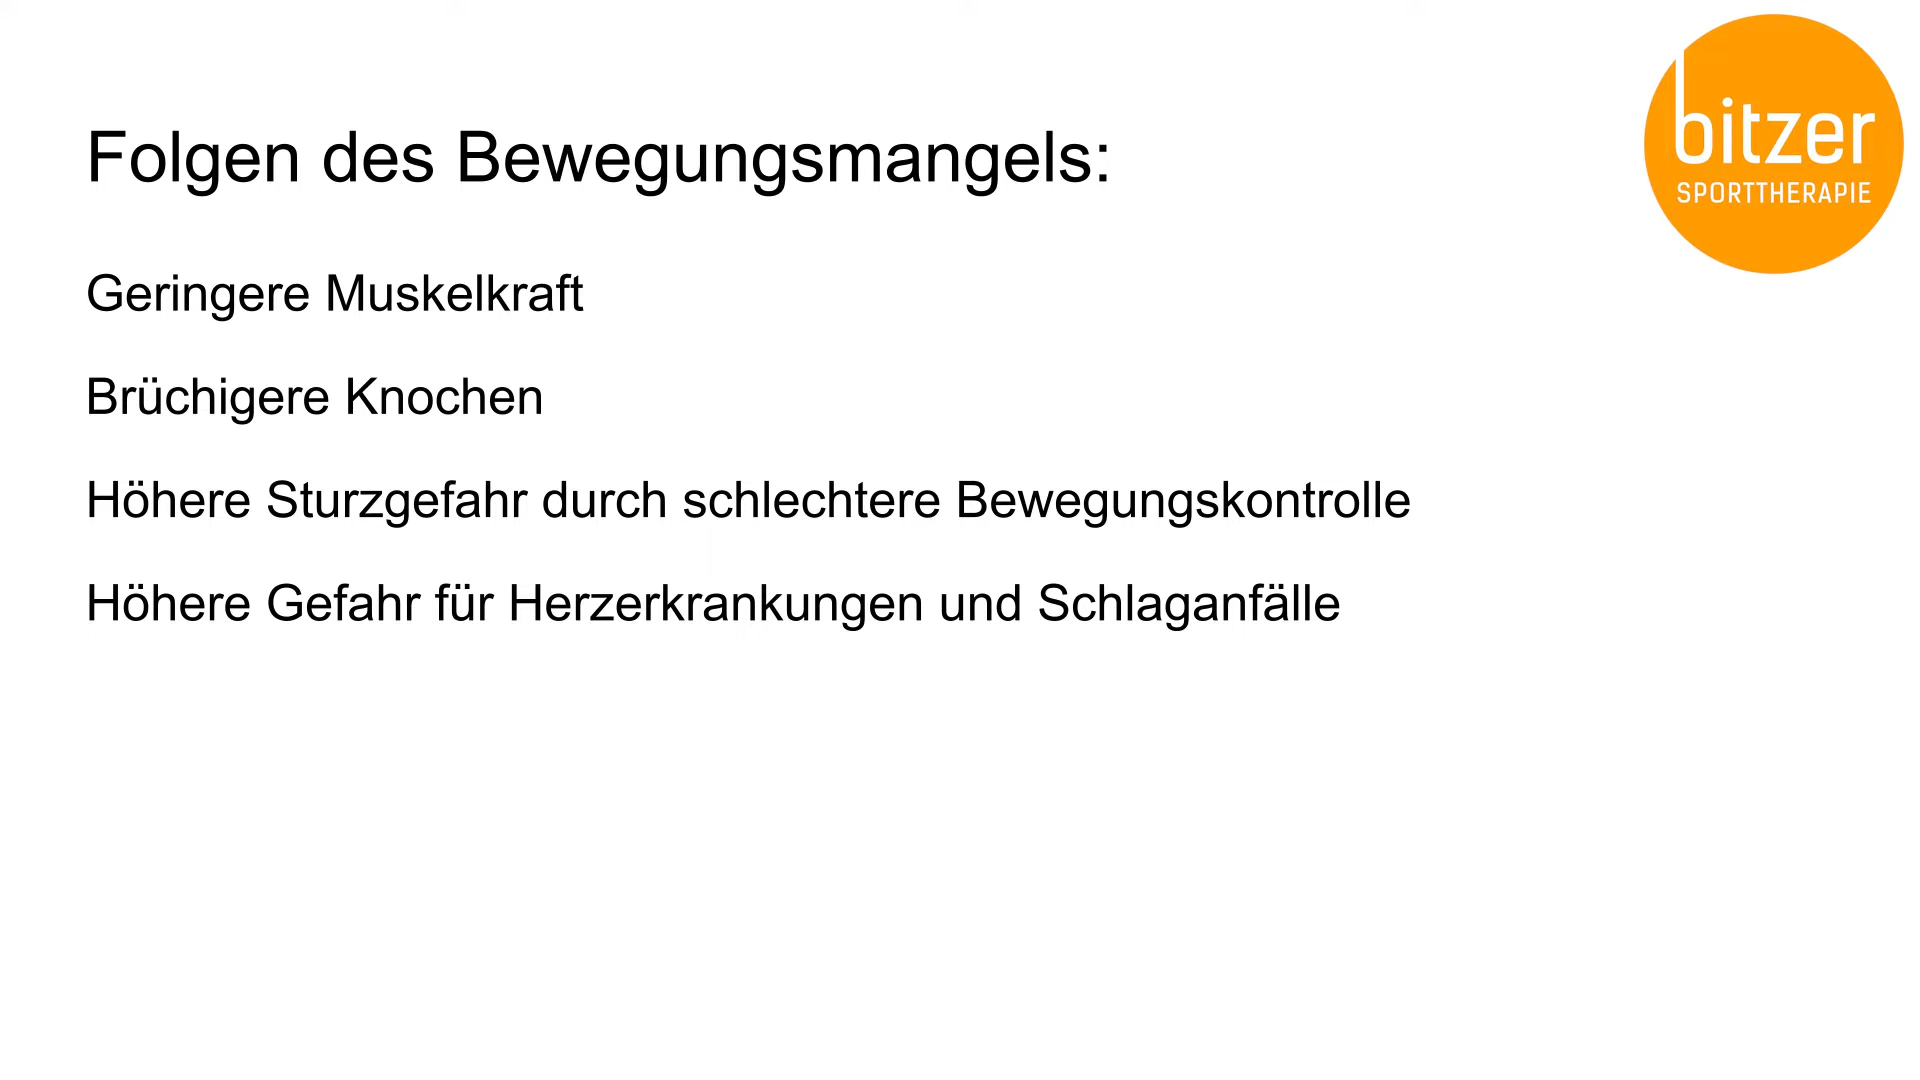 bitzer
SPORTTHERAPIE
Folgen des Bewegungsmangels:
Geringere Muskelkraft
Brüchigere Knochen
Höhere Sturzgefahr durch schlechtere Bewegungskontrolle
Höhere Gefahr für Herzerkrankungen und Schlaganfälle